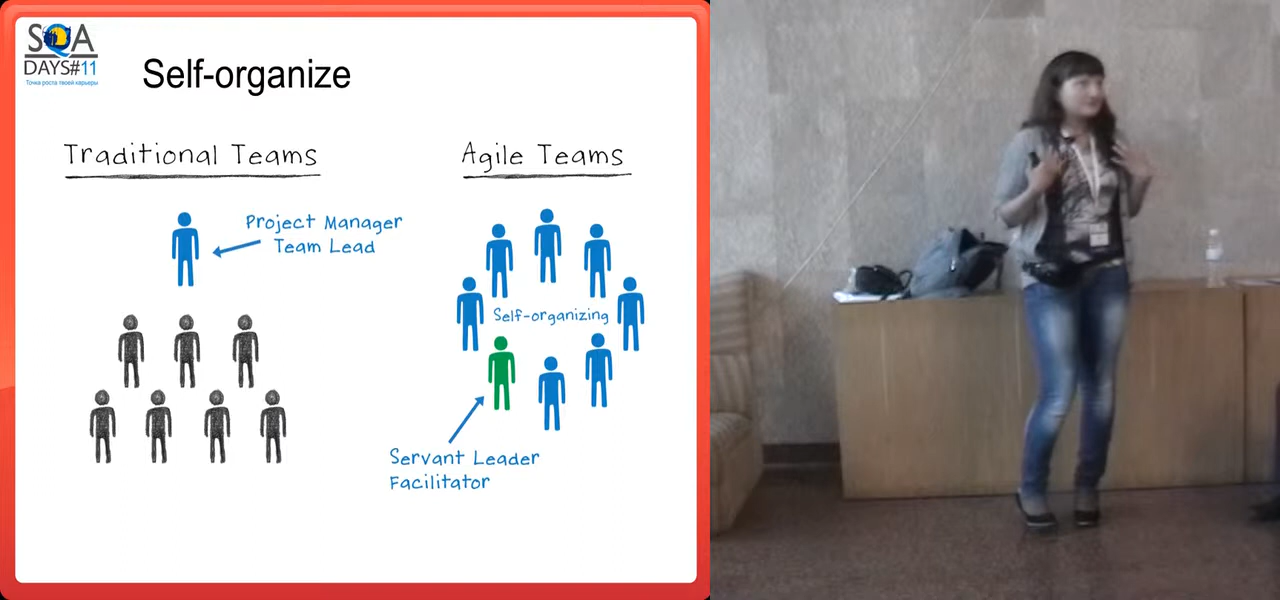 SQA
DAYS#11
Точка роста твоей карьеры
Self-organize
Traditional Teams
Agile Teams
Project Manager
Team Lead
Self-organizing
Servant Leader
Facilitator